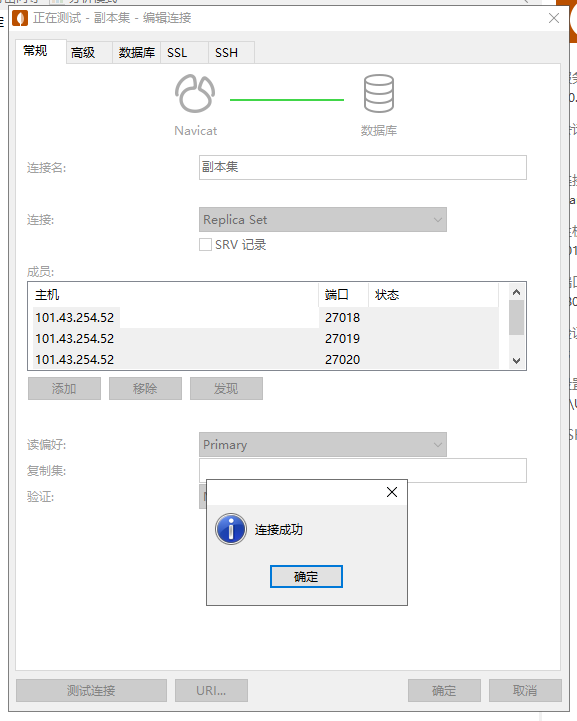 正在测试 - 副本集 - 编辑连接
常规 高级 数据库 SSL SSH
Navicat 数据库
连接名: 副本集
连接: Replica Set
SRV 记录
成员:
主机 端口 状态
101.43.254.52 27018
101.43.254.52 27019
101.43.254.52 27020
添加 移除 发现
读偏好: Primary
复制集:
验证:
连接成功
确定
测试连接 URI... 确定 取消